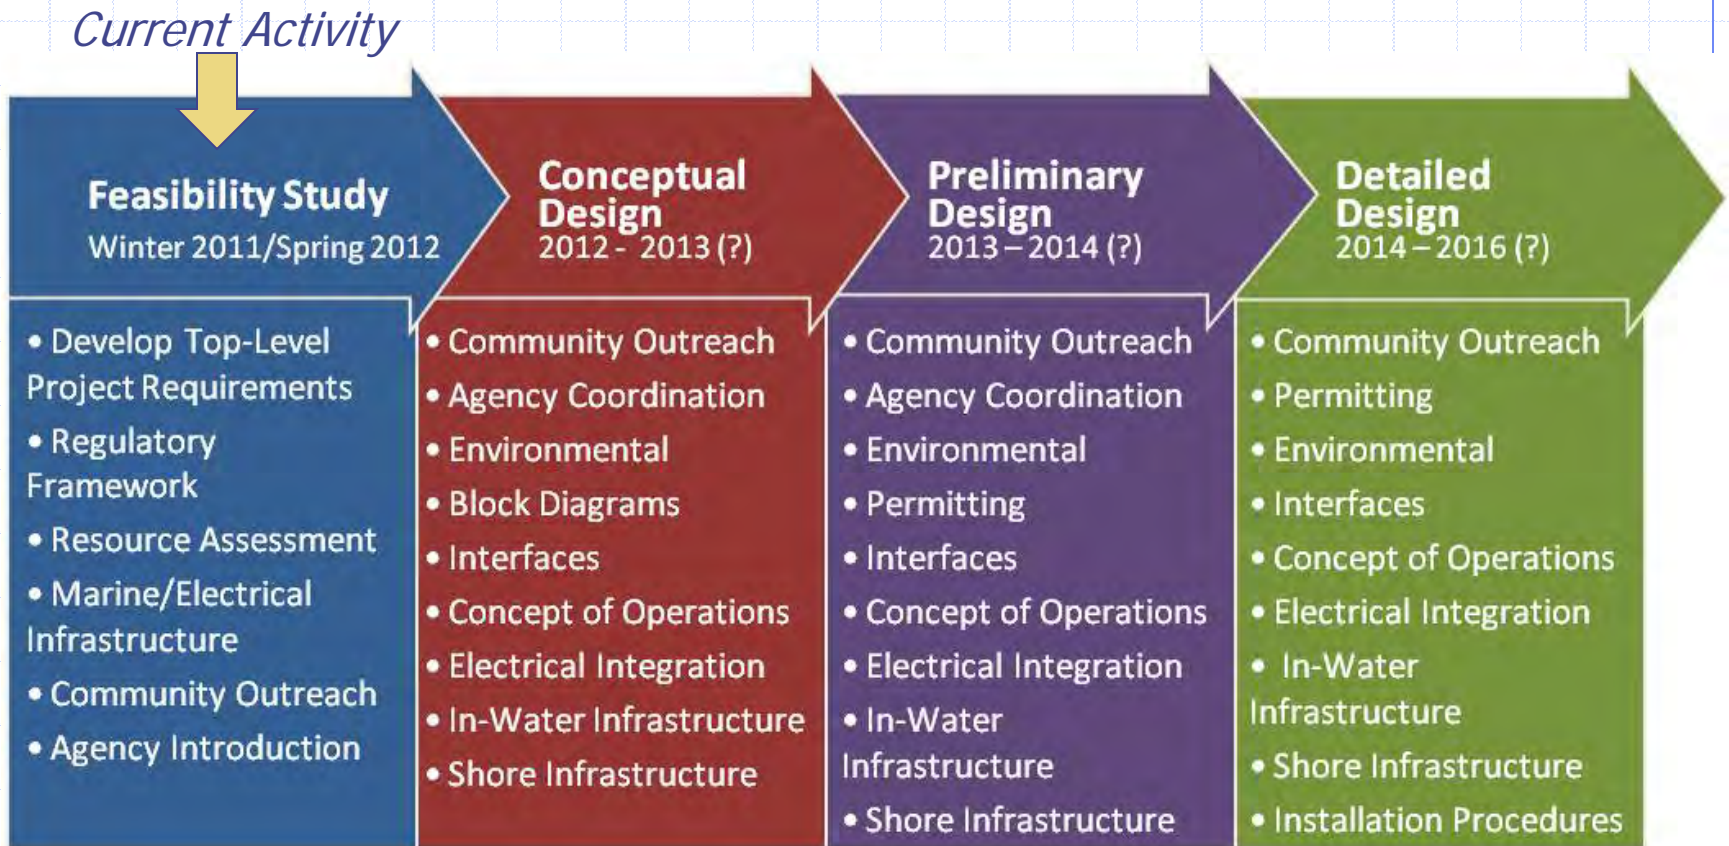 Current Activity
Feasibility Study
Winter 2011/Spring 2012
• Develop Top-Level
Project Requirements
• Regulatory
Framework
• Resource Assessment
• Marine/Electrical
Infrastructure
• Community Outreach
• Agency Introduction
Conceptual
Design
2012 - 2013 (?)
• Community Outreach
• Agency Coordination
• Environmental
• Block Diagrams
• Interfaces
• Concept of Operations
• Electrical Integration
• In-Water Infrastructure
• Shore Infrastructure
Preliminary
Design
2013 – 2014 (?)
• Community Outreach
• Agency Coordination
• Environmental
• Permitting
• Interfaces
• Concept of Operations
• Electrical Integration
• In-Water
Infrastructure
• Shore Infrastructure
Detailed
Design
2014 – 2016 (?)
• Community Outreach
• Permitting
• Environmental
• Interfaces
• Concept of Operations
• Electrical Integration
• In-Water
Infrastructure
• Shore Infrastructure
• Installation Procedures